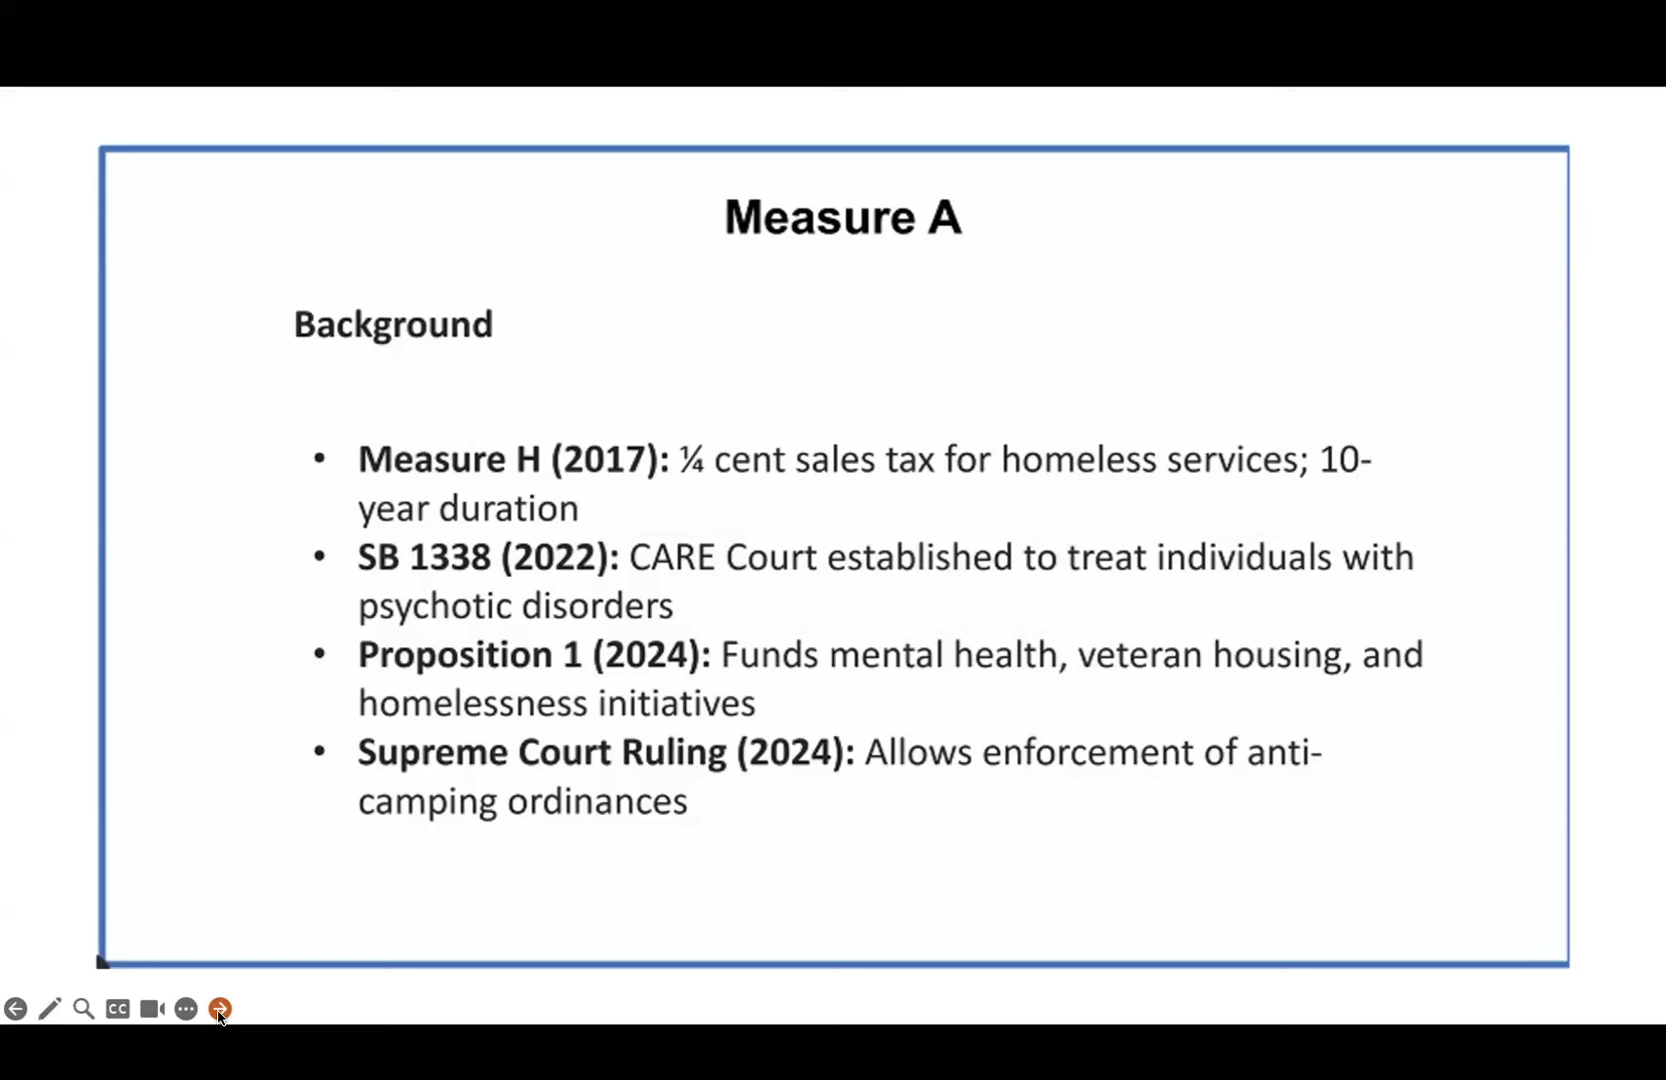 Measure A
Background
• Measure H (2017): ¼ cent sales tax for homeless services; 10-
year duration
• SB 1338 (2022): CARE Court established to treat individuals with
psychotic disorders
• Proposition 1 (2024): Funds mental health, veteran housing, and
homelessness initiatives
• Supreme Court Ruling (2024): Allows enforcement of anti-
camping ordinances
CC